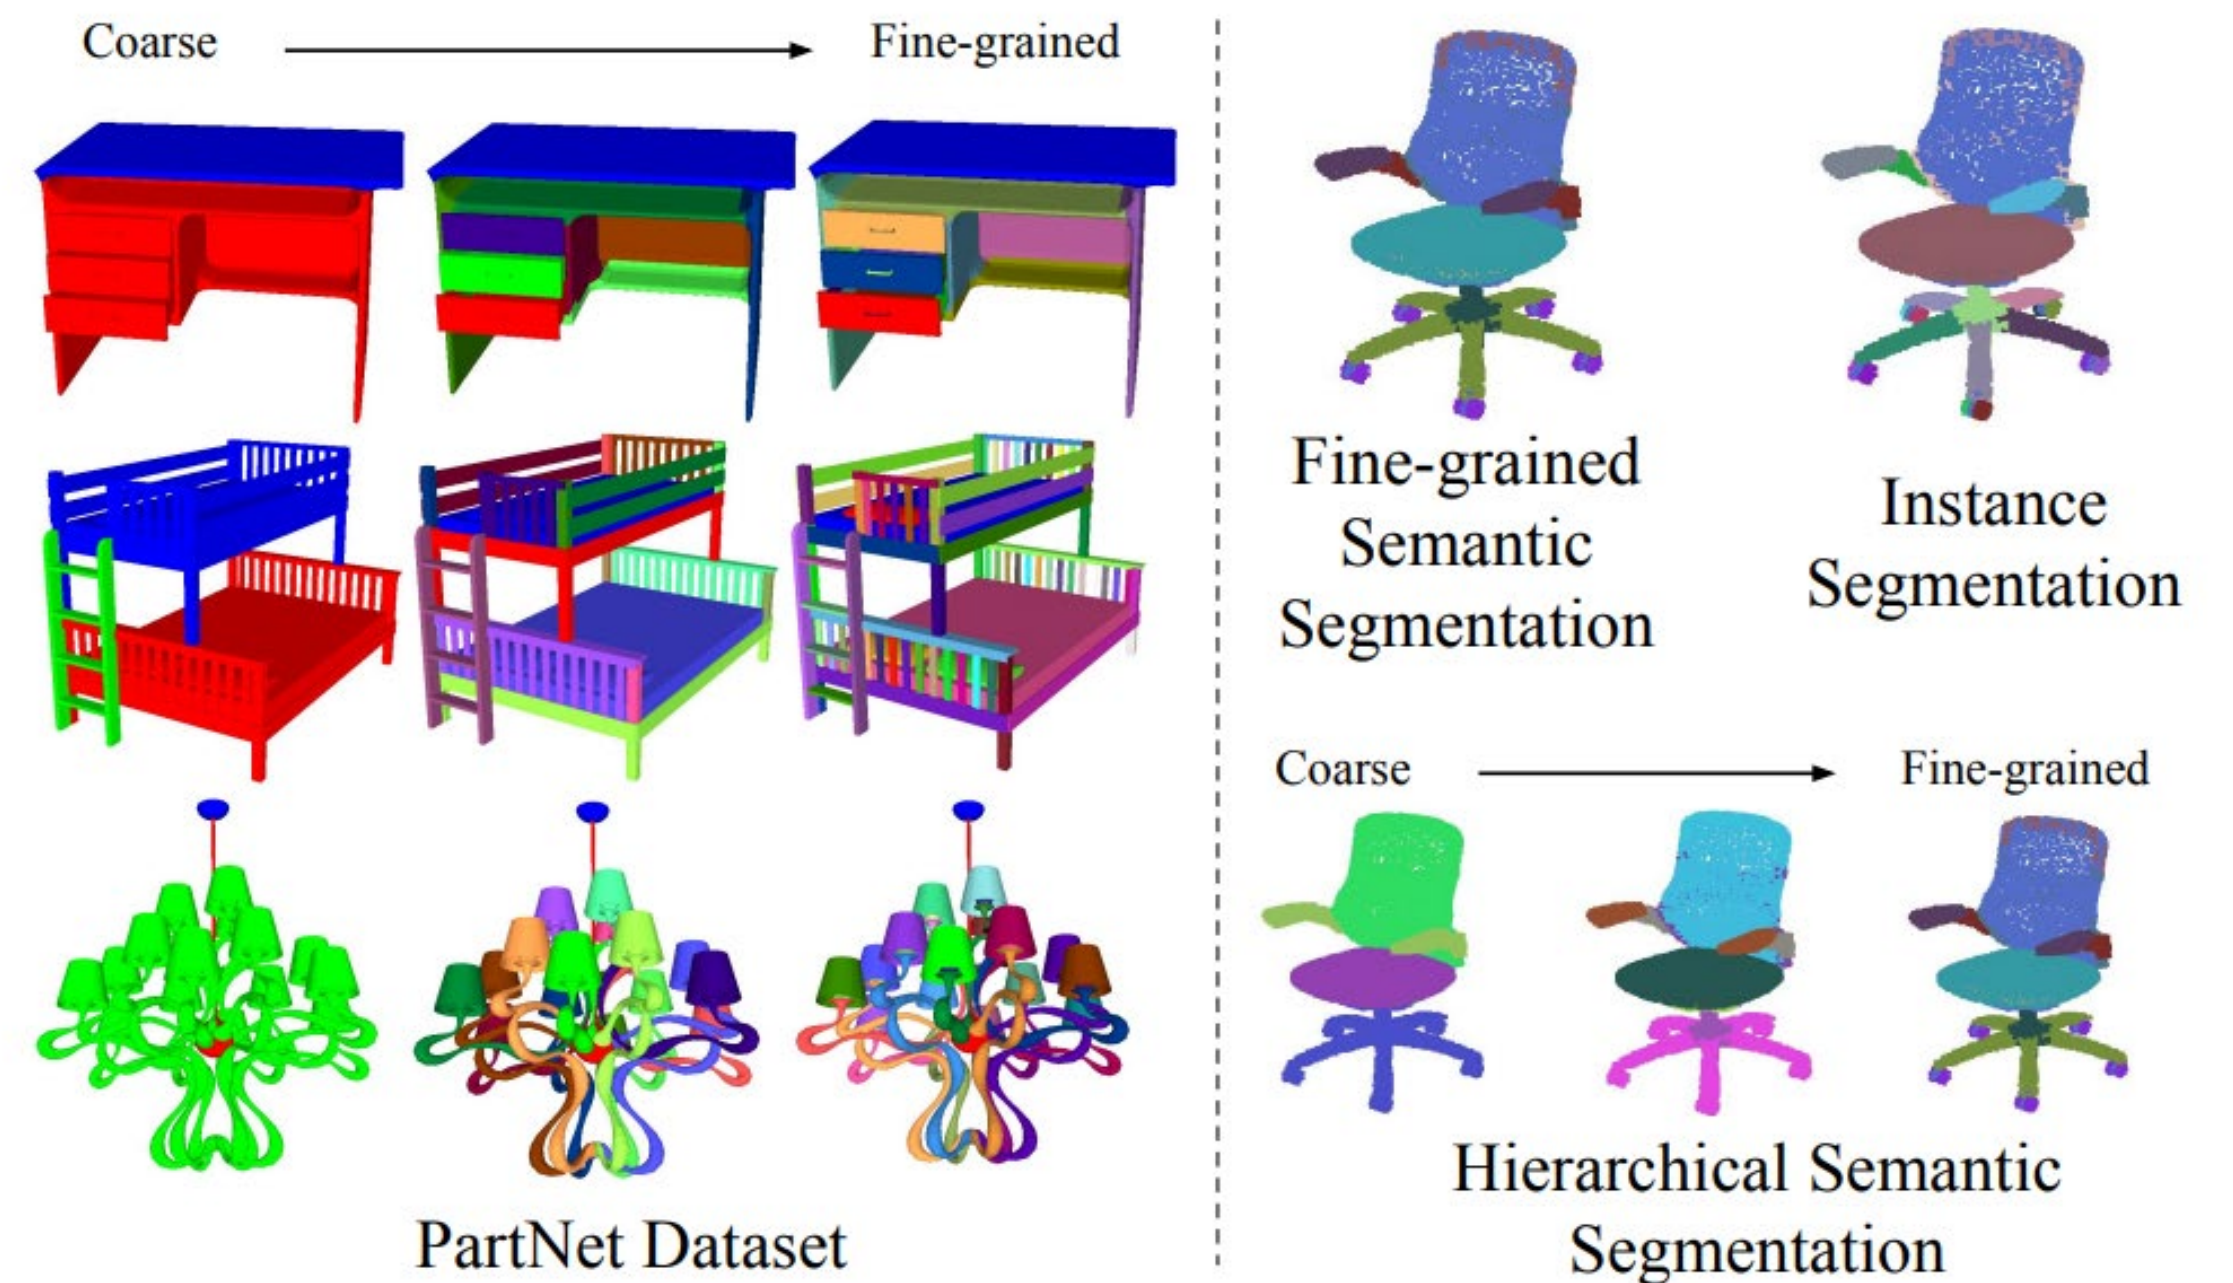 Coarse
Fine-grained
PartNet Dataset
Fine-grained
Semantic
Segmentation
Instance
Segmentation
Coarse
Fine-grained
Hierarchical Semantic
Segmentation